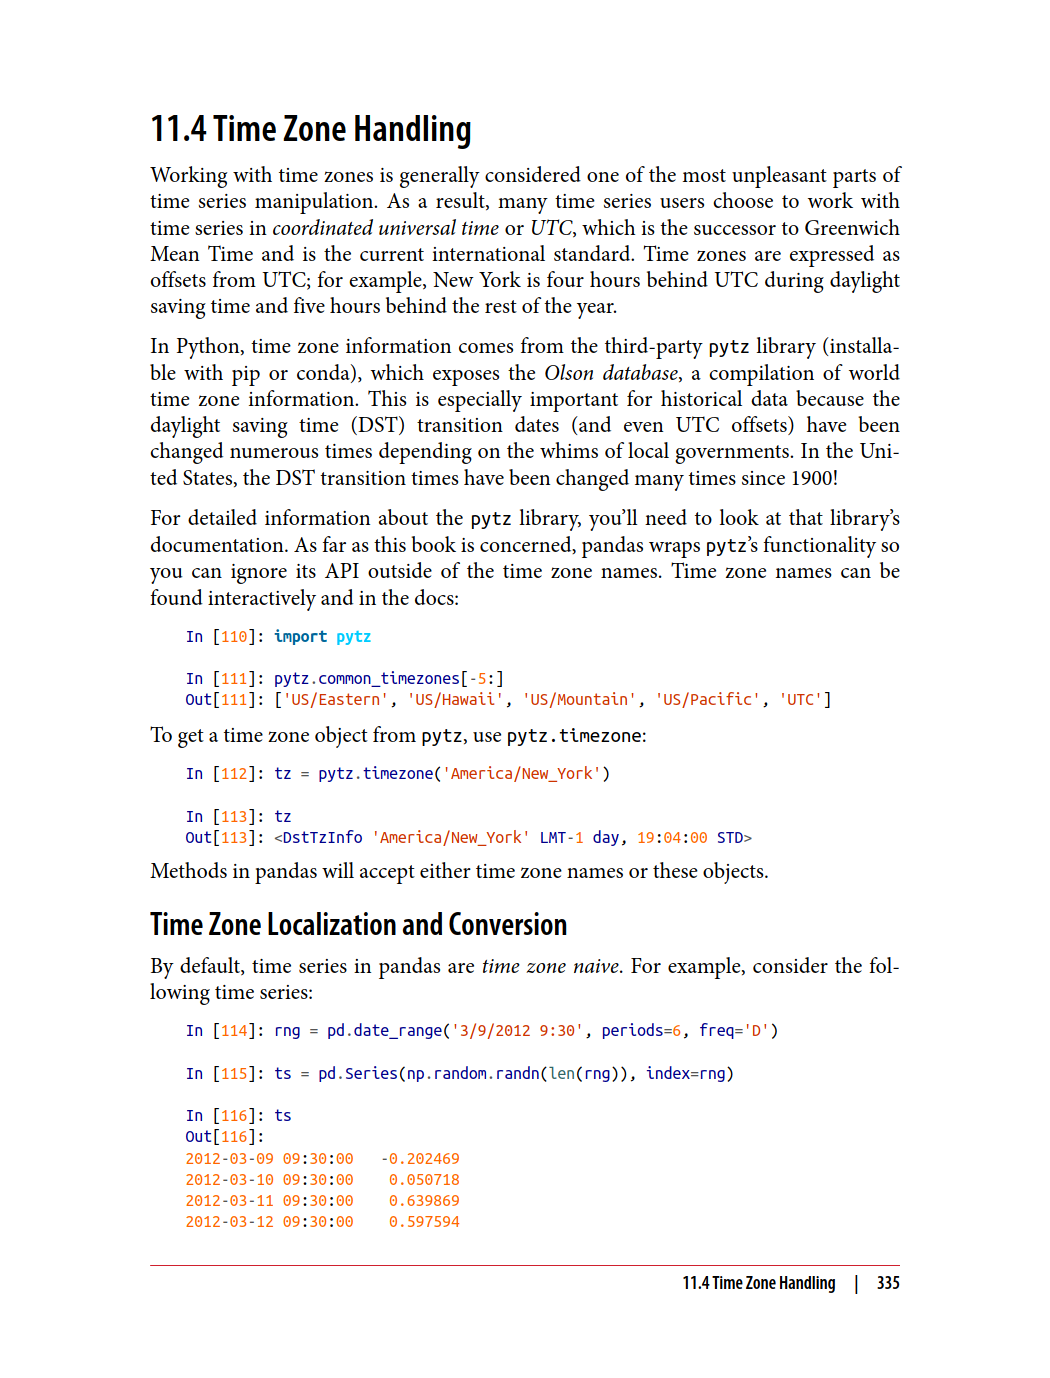 11.4 Time Zone Handling
Working with time zones is generally considered one of the most unpleasant parts of
time series manipulation. As a result, many time series users choose to work with
time series in coordinated universal time or UTC, which is the successor to Greenwich
Mean Time and is the current international standard. Time zones are expressed as
offsets from UTC; for example, New York is four hours behind UTC during daylight
saving time and five hours behind the rest of the year.
In Python, time zone information comes from the third-party pytz library (installa-
ble with pip or conda), which exposes the Olson database, a compilation of world
time zone information. This is especially important for historical data because the
daylight saving time (DST) transition dates (and even UTC offsets) have been
changed numerous times depending on the whims of local governments. In the Uni-
ted States, the DST transition times have been changed many times since 1900!
For detailed information about the pytz library, you’ll need to look at that library’s
documentation. As far as this book is concerned, pandas wraps pytz’s functionality so
you can ignore its API outside of the time zone names. Time zone names can be
found interactively and in the docs:
In [110]: import pytz
In [111]: pytz.common_timezones[-5:]
Out[111]: ['US/Eastern', 'US/Hawaii', 'US/Mountain', 'US/Pacific', 'UTC']
To get a time zone object from pytz, use pytz.timezone:
In [112]: tz = pytz.timezone('America/New_York')
In [113]: tz
Out[113]: <DstTzInfo 'America/New_York' LMT-1 day, 19:04:00 STD>
Methods in pandas will accept either time zone names or these objects.
Time Zone Localization and Conversion
By default, time series in pandas are time zone naive. For example, consider the fol-
lowing time series:
In [114]: rng = pd.date_range('3/9/2012 9:30', periods=6, freq='D')
In [115]: ts = pd.Series(np.random.randn(len(rng)), index=rng)
In [116]: ts
Out[116]:
2012-03-09 09:30:00   -0.202469
2012-03-10 09:30:00    0.050718
2012-03-11 09:30:00    0.639869
2012-03-12 09:30:00    0.597594
11.4 Time Zone Handling | 335